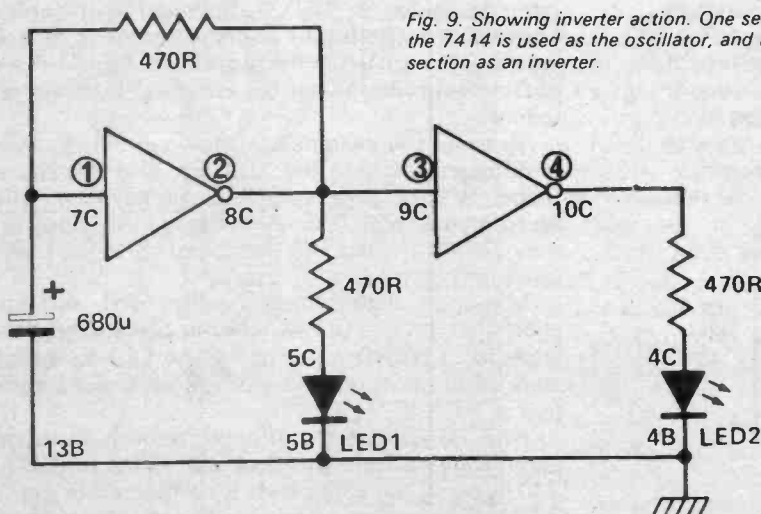 Fig. 9. Showing inverter action. One se
the 7414 is used as the oscillator, and
section as an inverter.
470R
1
2
3
4
7C
8C
9C
10C
+
680u
470R
470R
5C
4C
5B
LED1
4B
LED2
13B